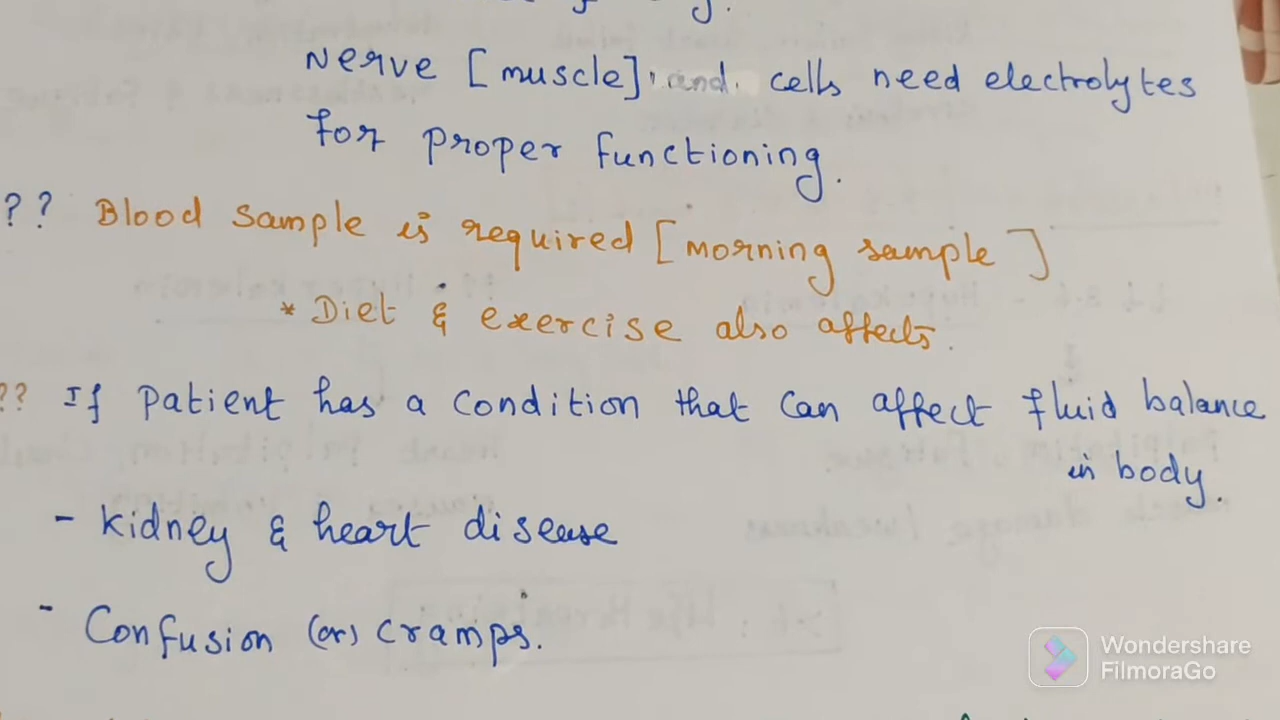 Nerve [muscle] and cells need electrolytes
for proper functioning.
?? Blood sample is required [morning sample]
* Diet & exercise also affects.
?? If patient has a condition that can affect fluid balance
in body.
- Kidney & heart disease
- Confusion (or) cramps.
Wondershare
FilmoraGo